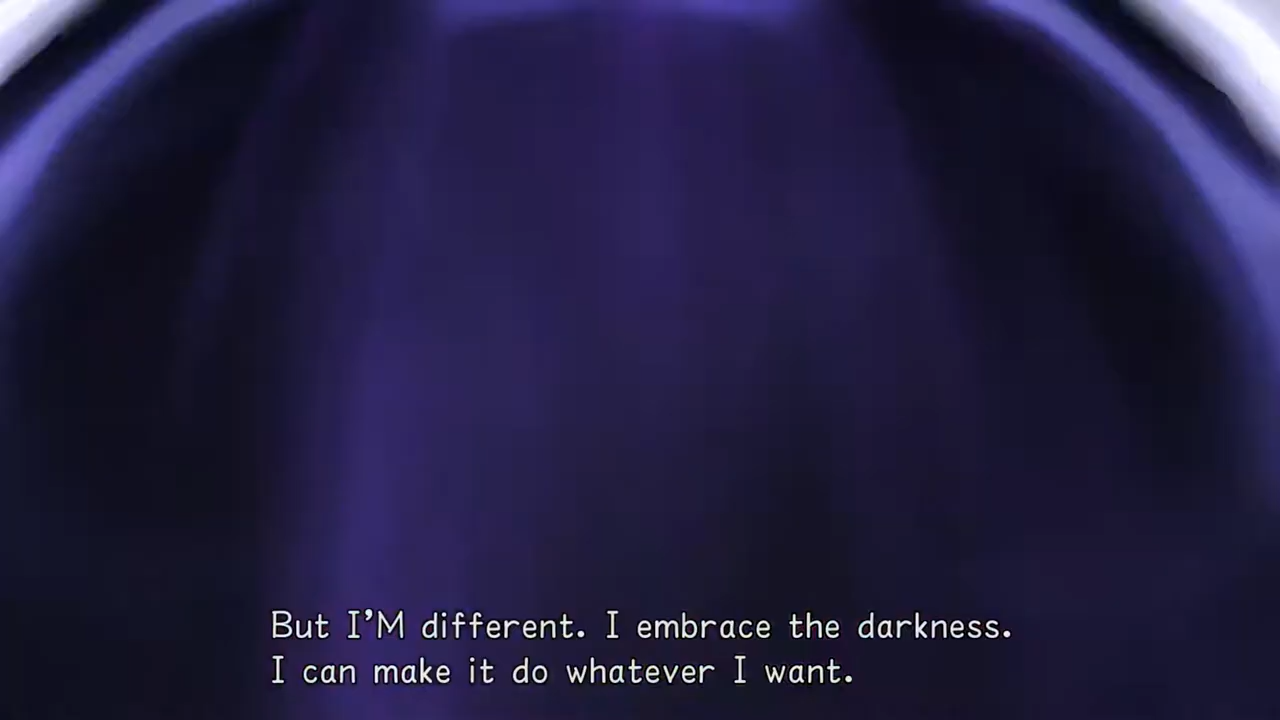 But I’M different. I embrace the darkness.
I can make it do whatever I want.